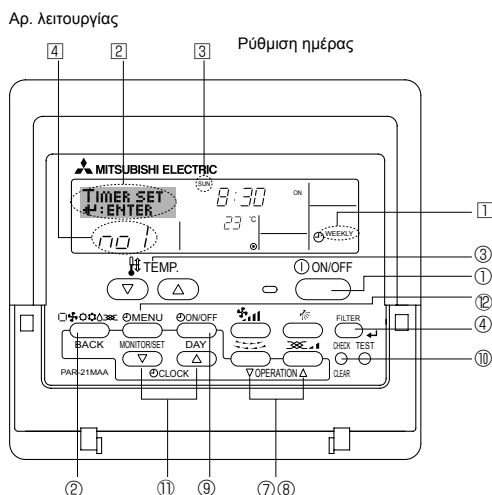 Αρ. λειτουργίας
Ρύθμιση ημέρας
4 2 3
MITSUBISHI ELECTRIC
SUN
TIMER SET
↵:ENTER
8:30
ON
23 °C
no 1
WEEKLY
1
TEMP.
ON/OFF
③
①
⑫
MENU
ON/OFF
FILTER
④
BACK
MONITOR/SET
DAY
CHECK TEST
⑩
PAR-21MAA
CLOCK
▽ OPERATION △
CLEAR
② ⑪ ⑨ ⑦⑧